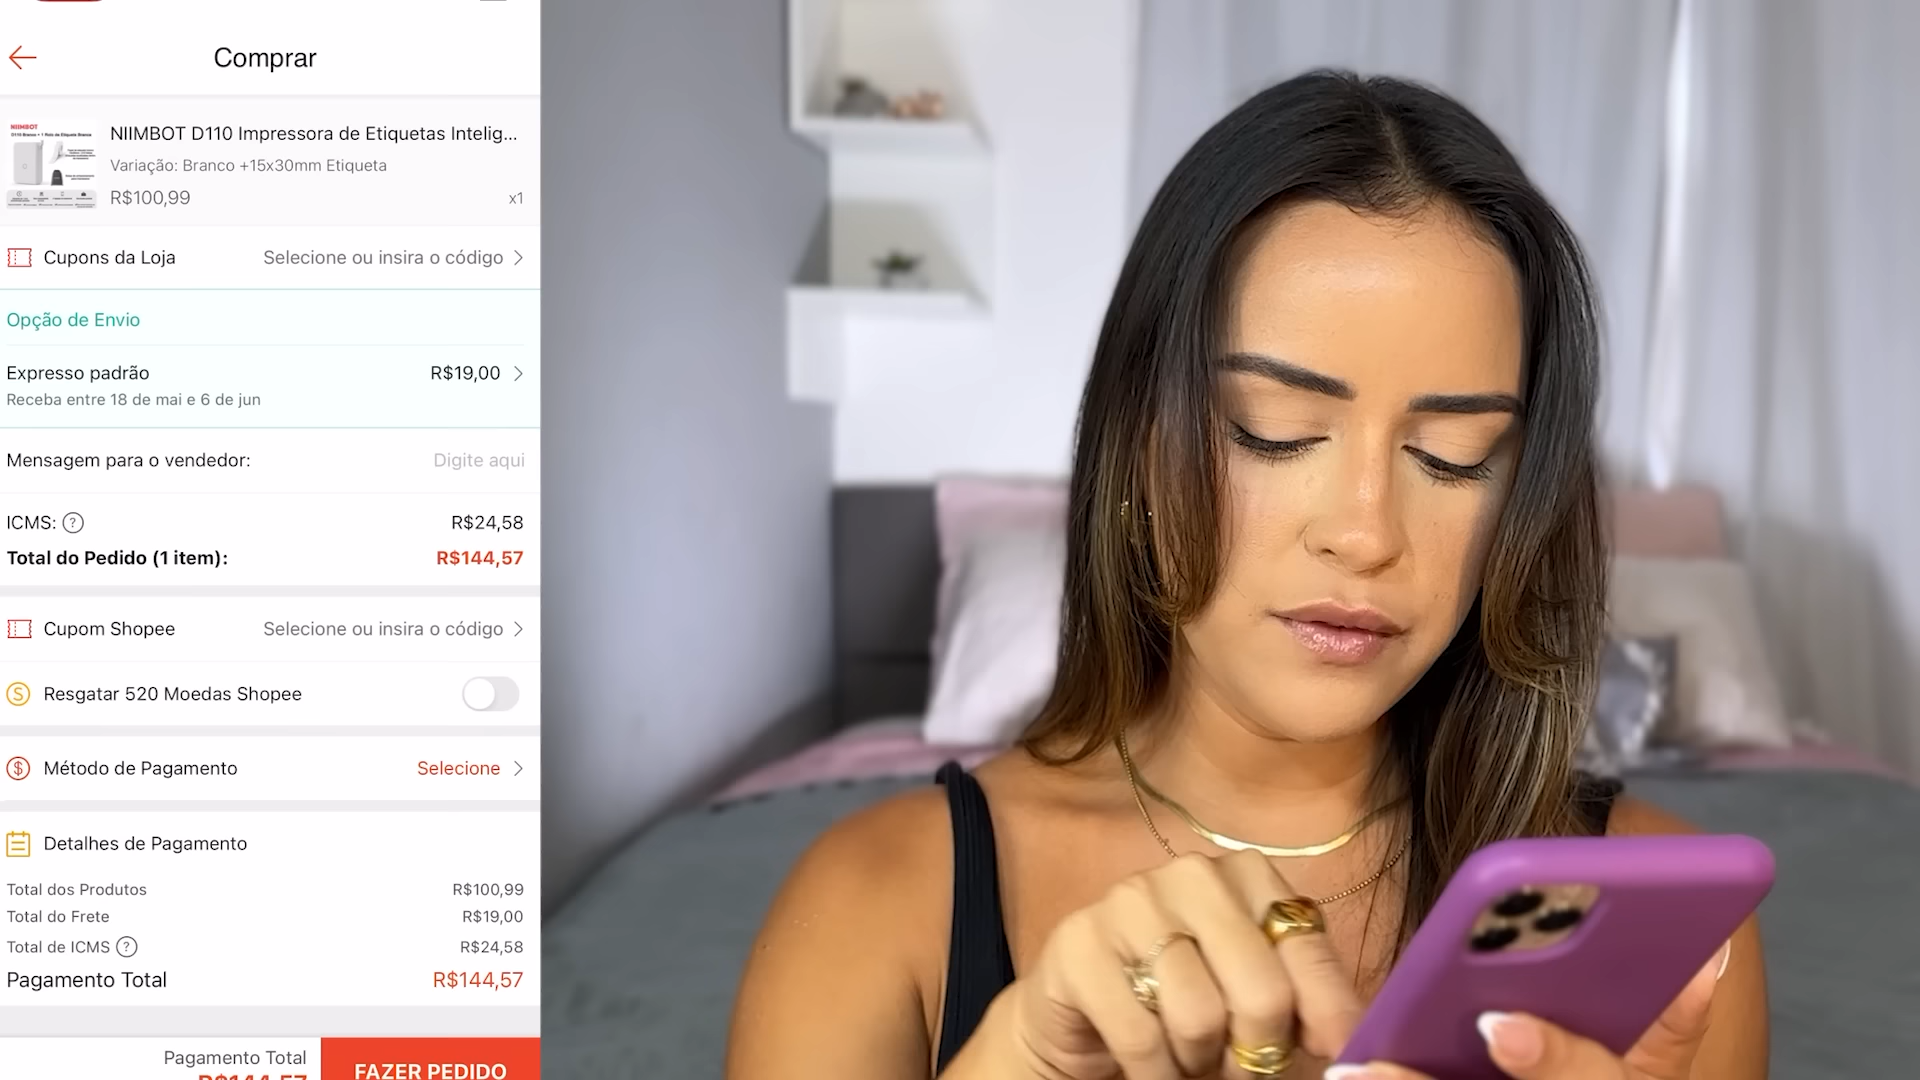 Comprar
NIIMBOT
NIIMBOT D110 Impressora de Etiquetas Intelig...
Variação: Branco +15x30mm Etiqueta
R$100,99 x1
Cupons da Loja Selecione ou insira o código
Opção de Envio
Expresso padrão R$19,00
Receba entre 18 de mai e 6 de jun
Mensagem para o vendedor: Digite aqui
ICMS: ? R$24,58
Total do Pedido (1 item): R$144,57
Cupom Shopee Selecione ou insira o código
S Resgatar 520 Moedas Shopee
$ Método de Pagamento Selecione
Detalhes de Pagamento
Total dos Produtos R$100,99
Total do Frete R$19,00
Total de ICMS ? R$24,58
Pagamento Total R$144,57
Pagamento Total
R$144,57
FAZER PEDIDO